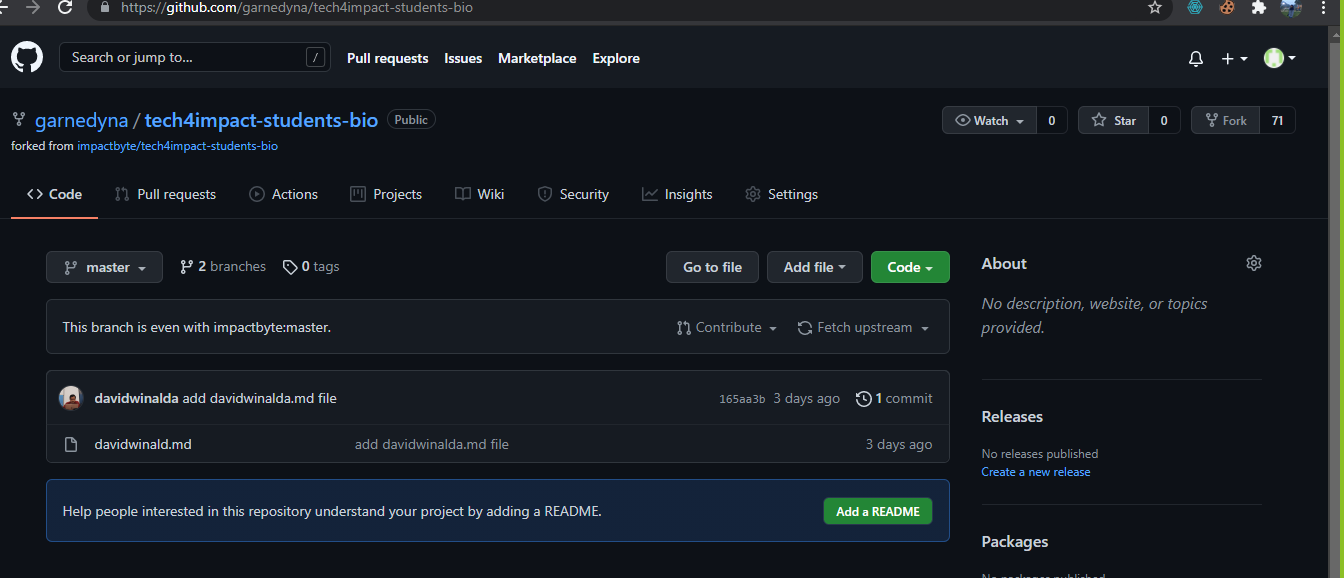 https://github.com/garnedyna/tech4impact-students-bio
Search or jump to... /
Pull requests Issues Marketplace Explore
garnedyna / tech4impact-students-bio Public
Watch 0 Star 0 Fork 71
forked from impactbyte/tech4impact-students-bio
Code Pull requests Actions Projects Wiki Security Insights Settings
master 2 branches 0 tags Go to file Add file Code
This branch is even with impactbyte:master. Contribute Fetch upstream
davidwinalda add davidwinalda.md file 165aa3b 3 days ago 1 commit
davidwinald.md add davidwinalda.md file 3 days ago
Help people interested in this repository understand your project by adding a README. Add a README
About
No description, website, or topics
provided.
Releases
No releases published
Create a new release
Packages
No packages published